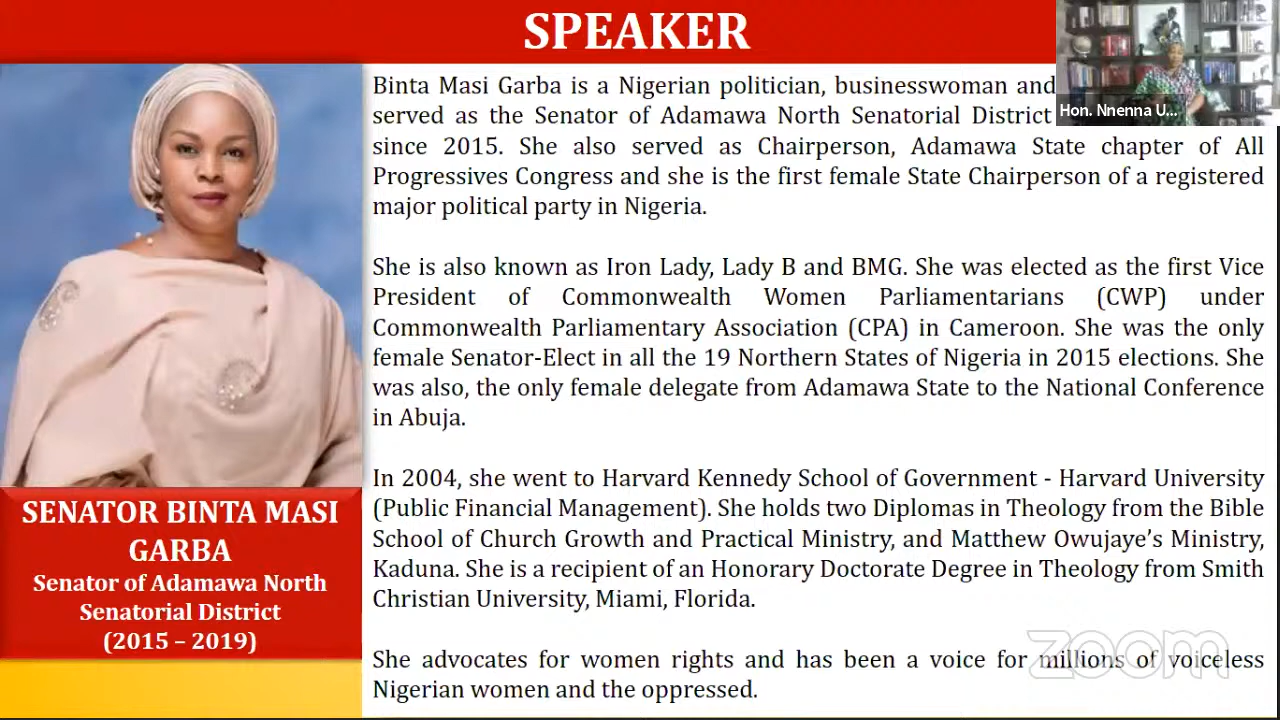 SPEAKER
Hon. Nnenna U...
Binta Masi Garba is a Nigerian politician, businesswoman and
served as the Senator of Adamawa North Senatorial District
since 2015. She also served as Chairperson, Adamawa State chapter of All
Progressives Congress and she is the first female State Chairperson of a registered
major political party in Nigeria.
She is also known as Iron Lady, Lady B and BMG. She was elected as the first Vice
President of Commonwealth Women Parliamentarians (CWP) under
Commonwealth Parliamentary Association (CPA) in Cameroon. She was the only
female Senator-Elect in all the 19 Northern States of Nigeria in 2015 elections. She
was also, the only female delegate from Adamawa State to the National Conference
in Abuja.
In 2004, she went to Harvard Kennedy School of Government - Harvard University
(Public Financial Management). She holds two Diplomas in Theology from the Bible
School of Church Growth and Practical Ministry, and Matthew Owujaye's Ministry,
Kaduna. She is a recipient of an Honorary Doctorate Degree in Theology from Smith
Christian University, Miami, Florida.
She advocates for women rights and has been a voice for millions of voiceless
Nigerian women and the oppressed.
SENATOR BINTA MASI
GARBA
Senator of Adamawa North
Senatorial District
(2015 – 2019)
zoom